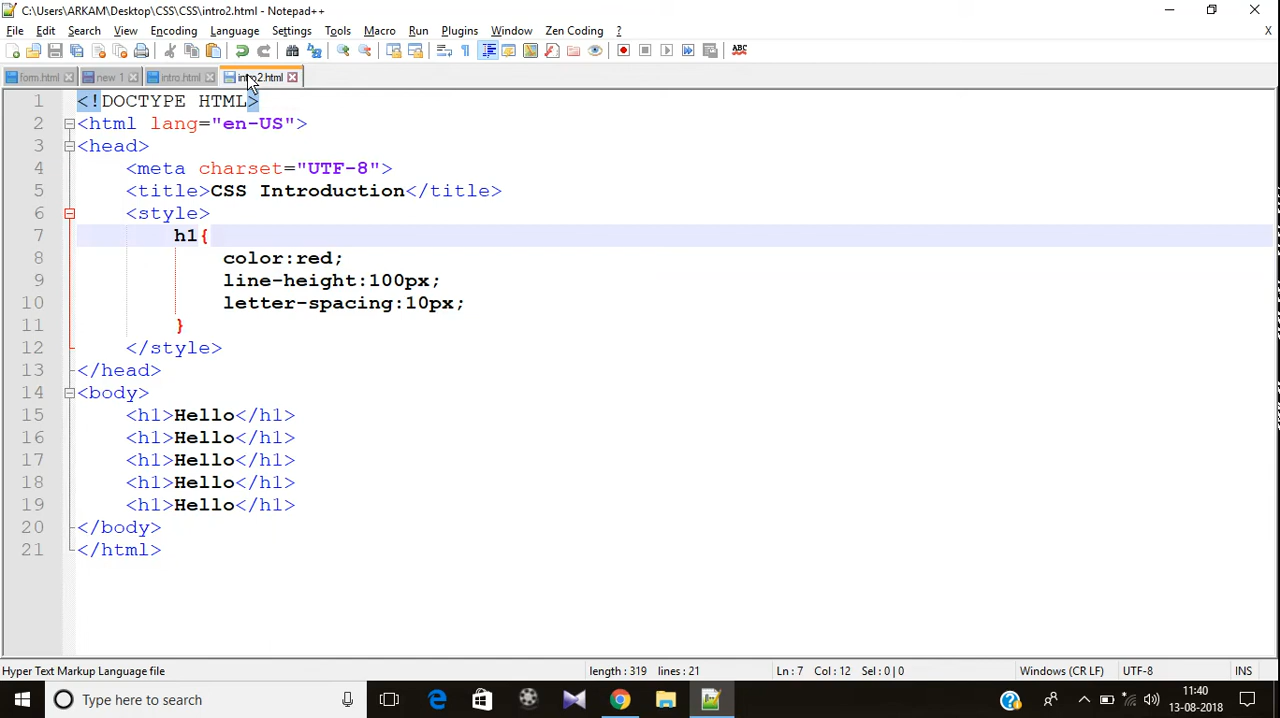 C:\Users\ARKAM\Desktop\CSS\CSS\intro2.html - Notepad++
File Edit Search View Encoding Language Settings Tools Macro Run Plugins Window Zen Coding ? X
ABC
form.html new 1 intro.html intro2.html
1 <!DOCTYPE HTML>
2 <html lang="en-US">
3 <head>
4 <meta charset="UTF-8">
5 <title>CSS Introduction</title>
6 <style>
7 h1{
8 color:red;
9 line-height:100px;
10 letter-spacing:10px;
11 }
12 </style>
13 </head>
14 <body>
15 <h1>Hello</h1>
16 <h1>Hello</h1>
17 <h1>Hello</h1>
18 <h1>Hello</h1>
19 <h1>Hello</h1>
20 </body>
21 </html>
Hyper Text Markup Language file length : 319 lines : 21 Ln : 7 Col : 12 Sel : 0 | 0 Windows (CR LF) UTF-8 INS
Type here to search
11:40
13-08-2018